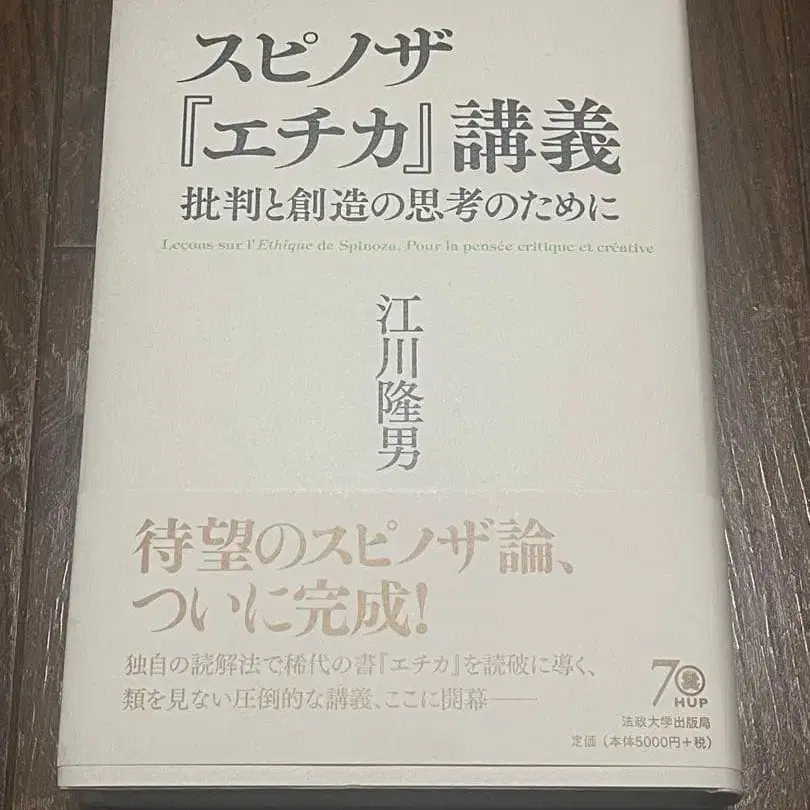 スピノザ
『エチカ』講義
批判と創造の思考のために
Leçons sur l'Ethique de Spinoza. Pour la pensée critique et créative
江川隆男
待望のスピノザ論、
ついに完成!
独自の読解法で稀代の書『エチカ』を読破に導く、
類を見ない圧倒的な講義、ここに開幕——
70
HUP
法政大学出版局
定価(本体5000円+税)